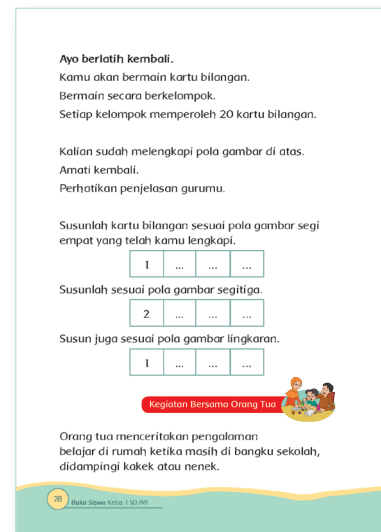 Ayo berlatih kembali.
Kamu akan bermain kartu bilangan.
Bermain secara berkelompok.
Setiap kelompok memperoleh 20 kartu bilangan.
Kalian sudah melengkapi pola gambar di atas.
Amati kembali.
Perhatikan penjelasan gurumu.
Susunlah kartu bilangan sesuai pola gambar segi
empat yang telah kamu lengkapi.
1 ... ... ...
Susunlah sesuai pola gambar segitiga.
2 ... ... ...
Susun juga sesuai pola gambar lingkaran.
1 ... ... ...
Kegiatan Bersama Orang Tua
Orang tua menceritakan pengalaman
belajar di rumah ketika masih di bangku sekolah,
didampingi kakek atau nenek.
78 Buku Siswa Kelas 1 SD/MI